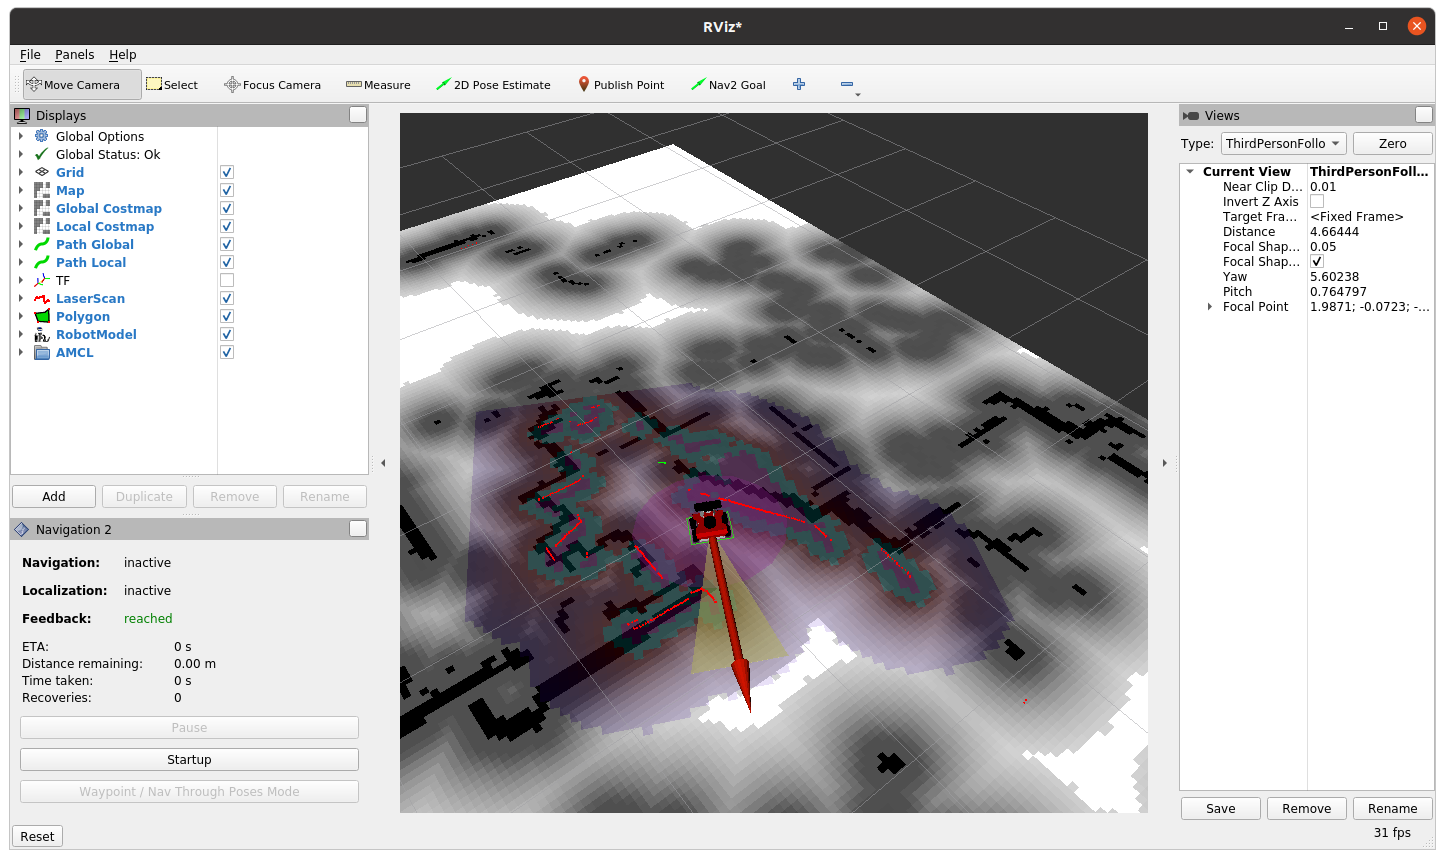 RViz*
File Panels Help
Move Camera Select Focus Camera Measure 2D Pose Estimate Publish Point Nav2 Goal
Displays
Global Options
Global Status: Ok
Grid
Map
Global Costmap
Local Costmap
Path Global
Path Local
TF
LaserScan
Polygon
RobotModel
AMCL
Add Duplicate Remove Rename
Navigation 2
Navigation: inactive
Localization: inactive
Feedback: reached
ETA: 0 s
Distance remaining: 0.00 m
Time taken: 0 s
Recoveries: 0
Pause
Startup
Waypoint / Nav Through Poses Mode
Reset
Views
Type: ThirdPersonFollo Zero
Current View ThirdPersonFoll...
Near Clip D... 0.01
Invert Z Axis
Target Fra... <Fixed Frame>
Distance 4.66444
Focal Shap... 0.05
Focal Shap...
Yaw 5.60238
Pitch 0.764797
Focal Point 1.9871; -0.0723; -...
Save Remove Rename
31 fps